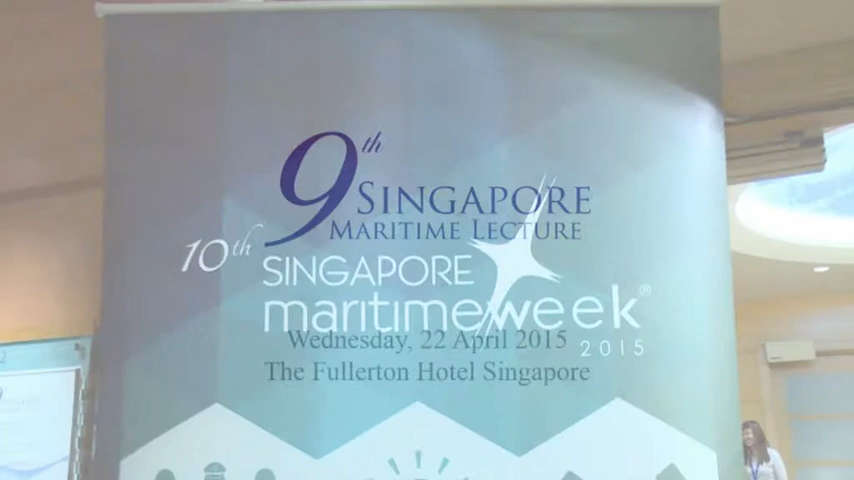 9th SINGAPORE
MARITIME LECTURE
10th
SINGAPORE
maritimeweek®
2015
Wednesday, 22 April 2015
The Fullerton Hotel Singapore